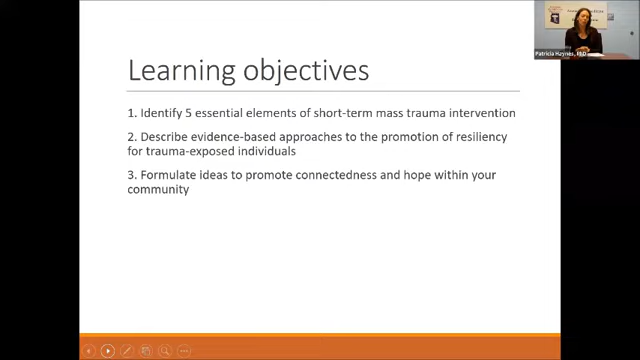 Learning objectives
1. Identify 5 essential elements of short-term mass trauma intervention
2. Describe evidence-based approaches to the promotion of resiliency
for trauma-exposed individuals
3. Formulate ideas to promote connectedness and hope within your
community
Patricia Haynes, PhD